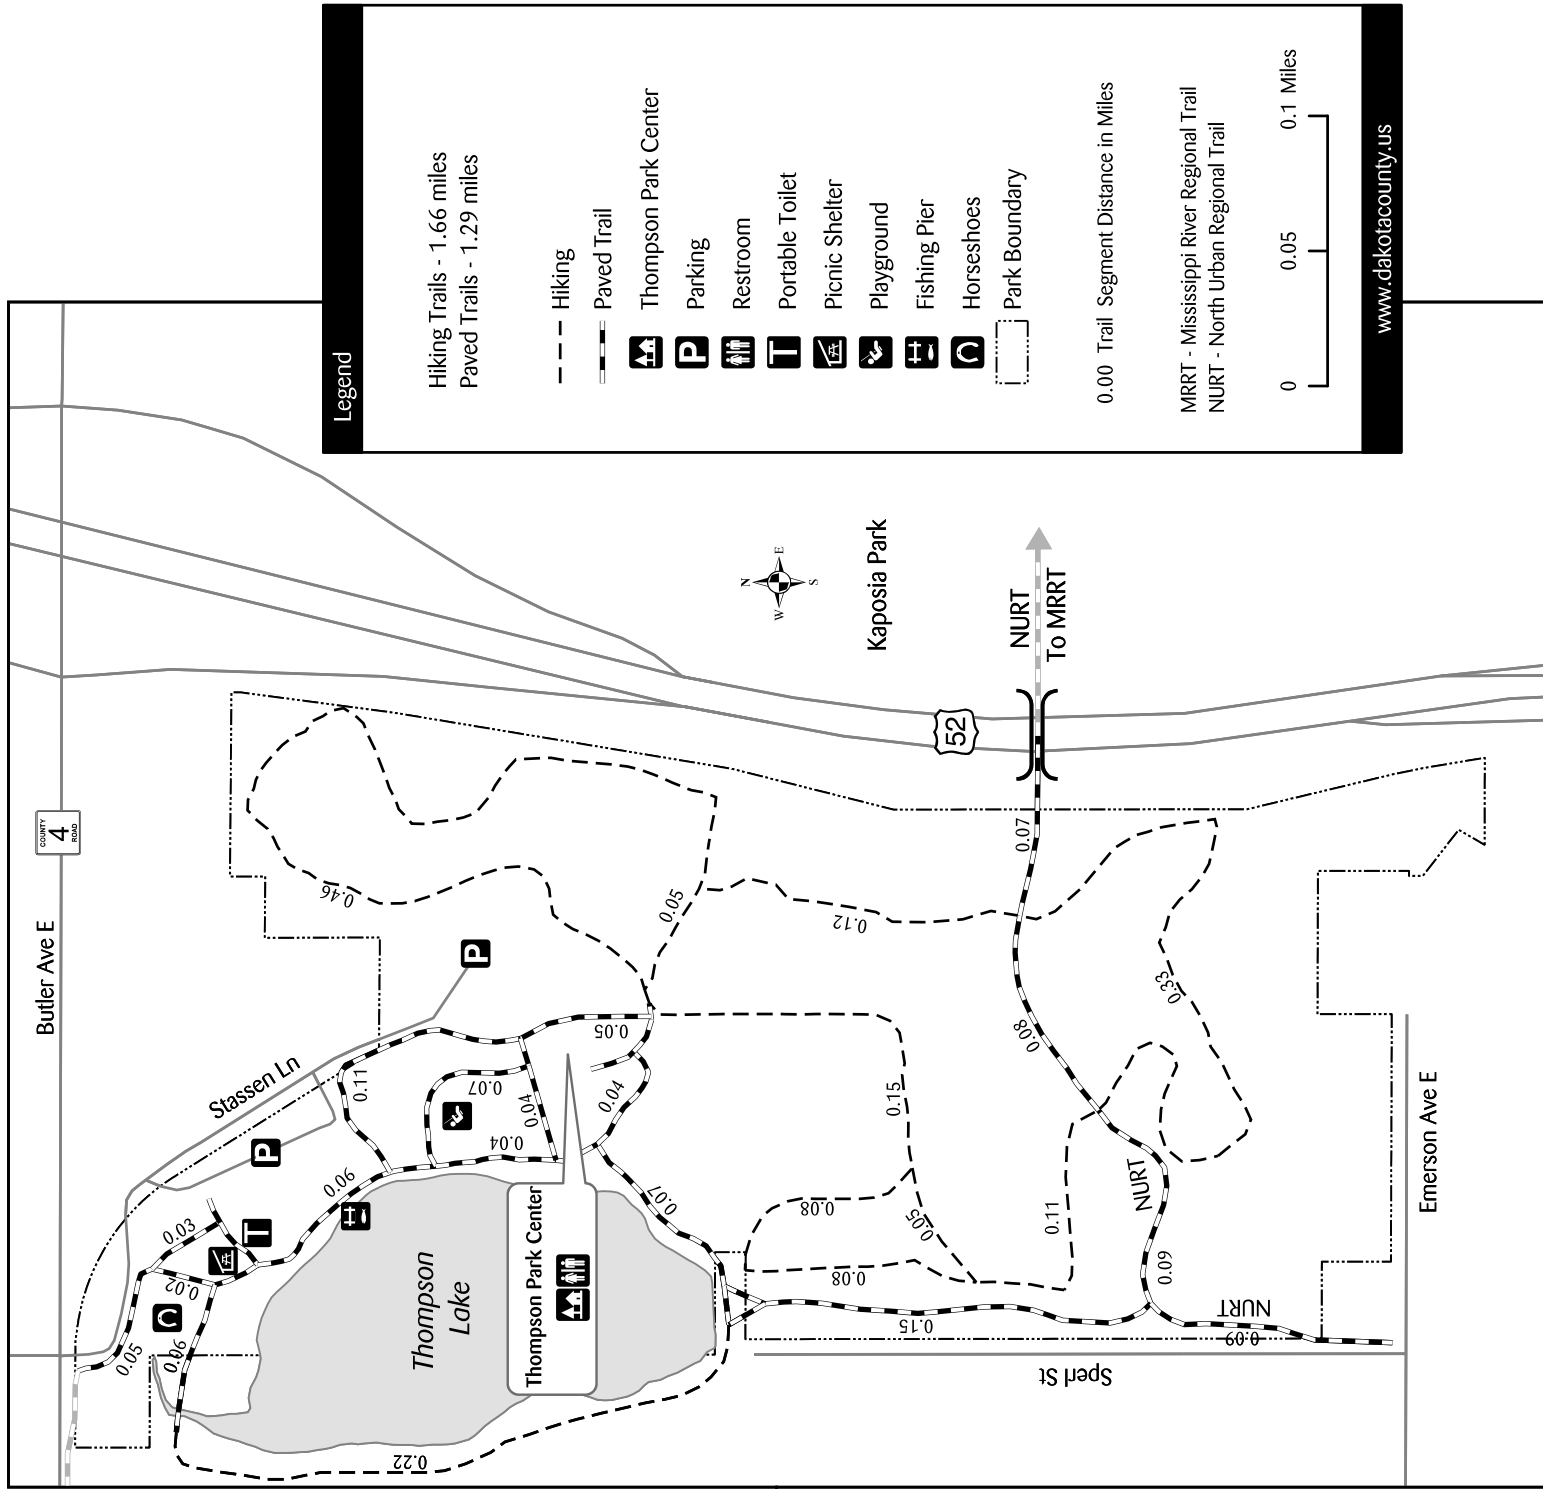 Legend
Hiking Trails - 1.66 miles
Paved Trails - 1.29 miles
Hiking
Paved Trail
Thompson Park Center
P Parking
Restroom
T Portable Toilet
Picnic Shelter
Playground
Fishing Pier
Horseshoes
Park Boundary
0.00 Trail Segment Distance in Miles
MRRT - Mississippi River Regional Trail
NURT - North Urban Regional Trail
0 0.05 0.1 Miles
www.dakotacounty.us
Butler Ave E
COUNTY
4
ROAD
Stassen Ln
P
P
T
0.46
0.05
0.12
0.05
0.11
0.07
0.04
0.04
0.04
0.06
0.03
0.02
0.05
0.06
0.07
0.22
Thompson
Lake
Thompson Park Center
N
E
S
W
Kaposia Park
52
NURT
To MRRT
0.07
0.08
0.33
0.15
0.08
0.05
0.08
0.11
NURT
0.09
0.15
NURT
0.09
Sperl St
Emerson Ave E